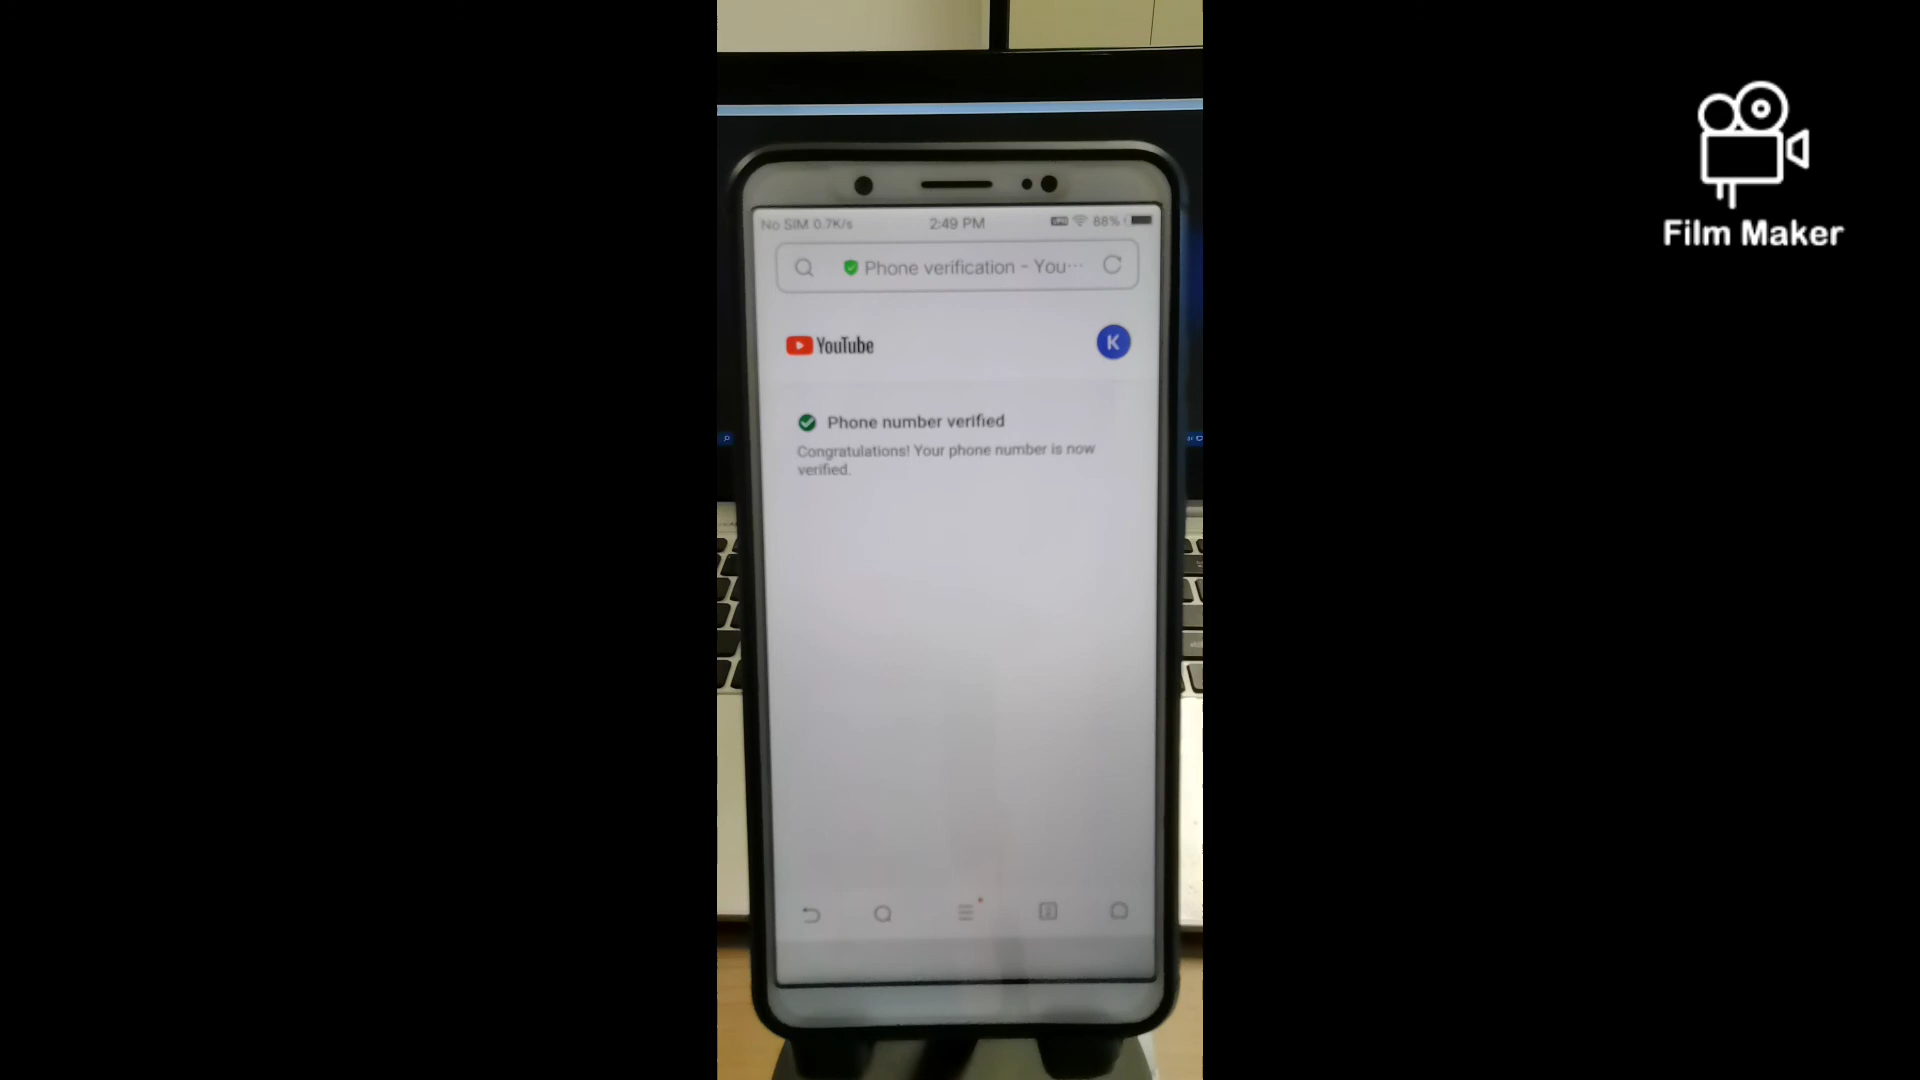 No SIM 0.7K/s 2:49 PM 88%
Phone verification - You...
YouTube
K
Phone number verified
Congratulations! Your phone number is now
verified.
Film Maker